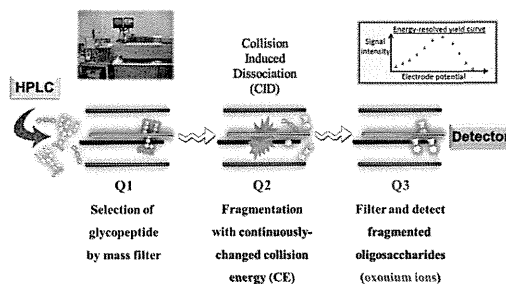 Energy-resolved yield curve
Signal
intensity
Electrode potential
Collision
Induced
Dissociation
(CID)
HPLC
Detector
Q1
Q2
Q3
Selection of
glycopeptide
by mass filter
Fragmentation
with continuously-
changed collision
energy (CE)
Filter and detect
fragmented
oligosaccharides
(oxonium ions)